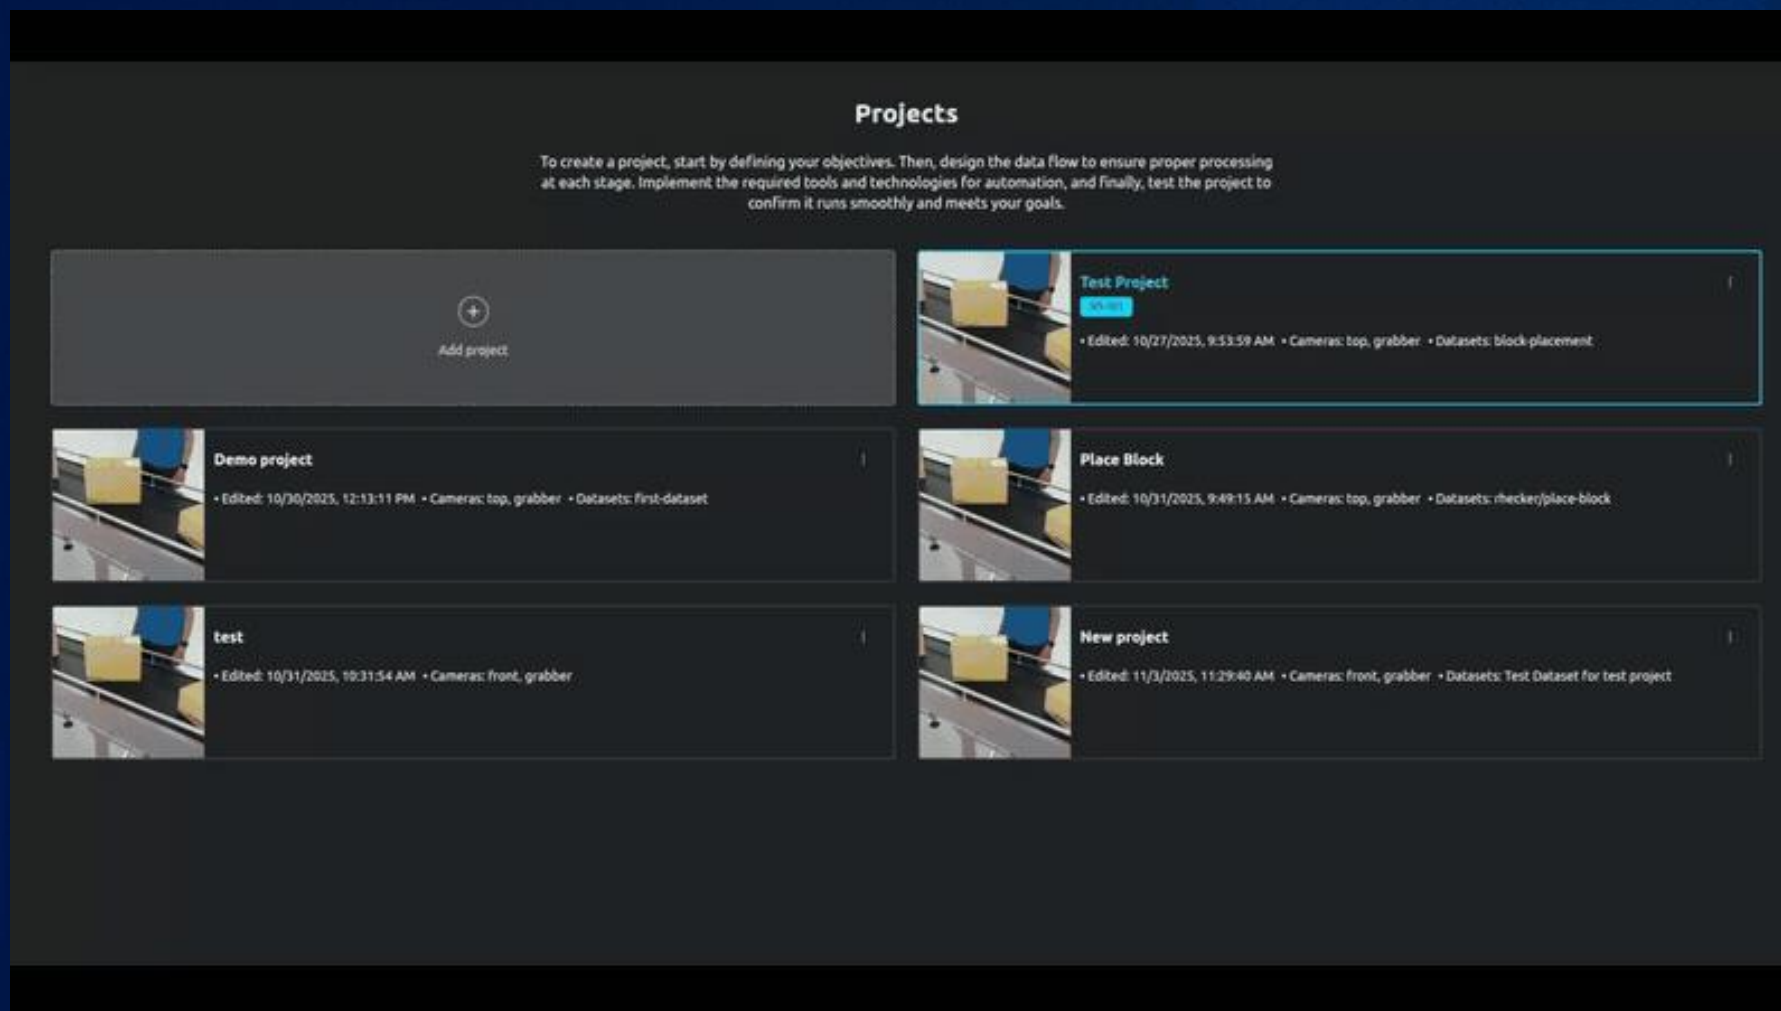 Projects
To create a project, start by defining your objectives. Then, design the data flow to ensure proper processing
at each stage. Implement the required tools and technologies for automation, and finally, test the project to
confirm it runs smoothly and meets your goals.
Add project
Test Project
• Edited: 10/27/2025, 9:53:59 AM • Cameras: top, grabber • Datasets: block-placement
Demo project
• Edited: 10/30/2025, 12:13:11 PM • Cameras: top, grabber • Datasets: first-dataset
Place Block
• Edited: 10/31/2025, 9:49:15 AM • Cameras: top, grabber • Datasets: rhecker/place-block
test
• Edited: 10/31/2025, 10:31:54 AM • Cameras: front, grabber
New project
• Edited: 11/3/2025, 11:29:40 AM • Cameras: front, grabber • Datasets: Test Dataset for test project